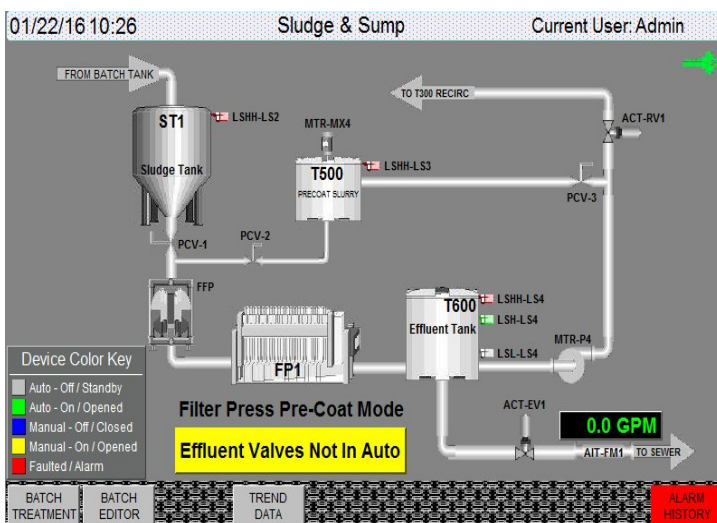 01/22/16 10:26
Sludge & Sump
Current User: Admin
FROM BATCH TANK
TO T300 RECIRC
ST1
LSHH-LS2
MTR-MX4
ACT-RV1
Sludge Tank
T500
LSHH-LS3
PRECOAT SLURRY
PCV-3
PCV-1
PCV-2
FFP
T600
LSHH-LS4
Effluent Tank
LSH-LS4
MTR-P4
LSL-LS4
FP1
Device Color Key
Auto - Off / Standby
Auto - On / Opened
Manual - Off / Closed
Manual - On / Opened
Faulted / Alarm
Filter Press Pre-Coat Mode
Effluent Valves Not In Auto
ACT-EV1
0.0 GPM
AIT-FM1
TO SEWER
BATCH
TREATMENT
BATCH
EDITOR
TREND
DATA
ALARM
HISTORY